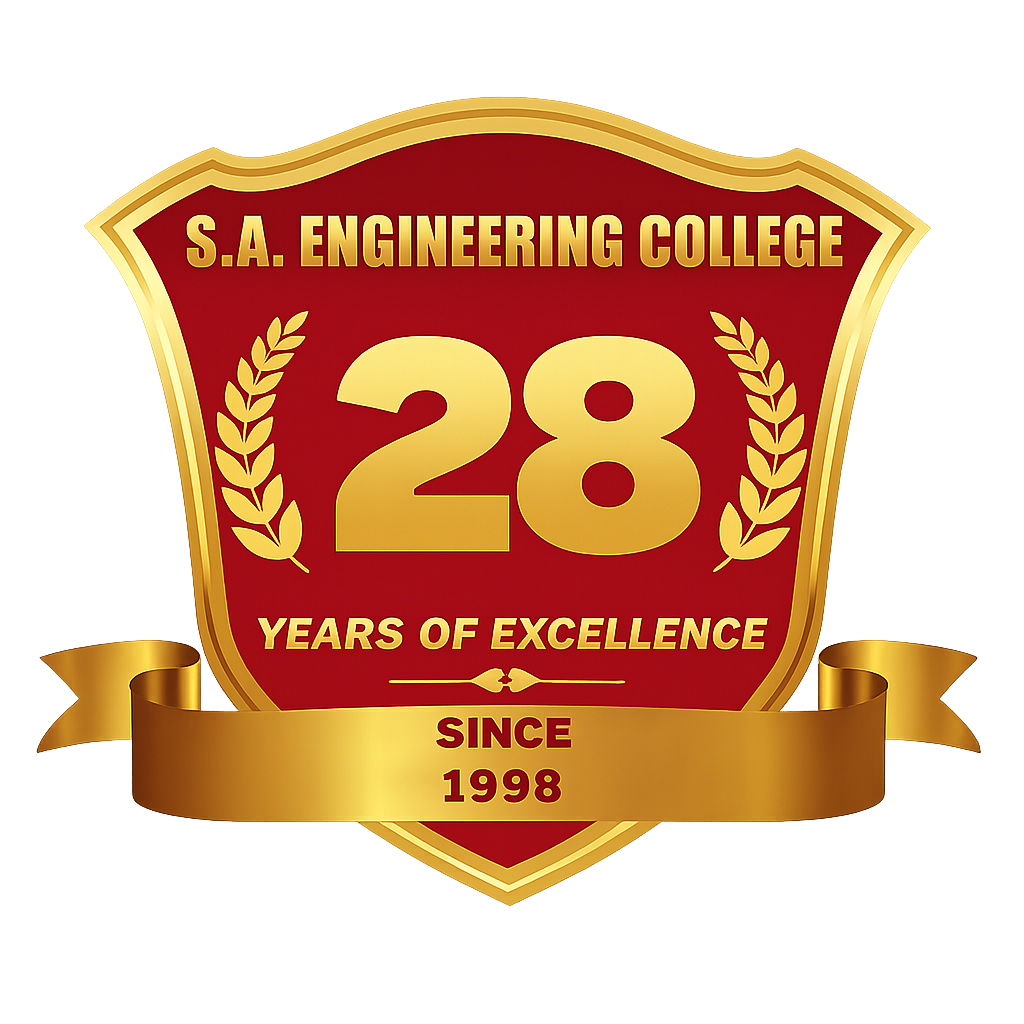 S.A. ENGINEERING COLLEGE
28
YEARS OF EXCELLENCE
SINCE
1998